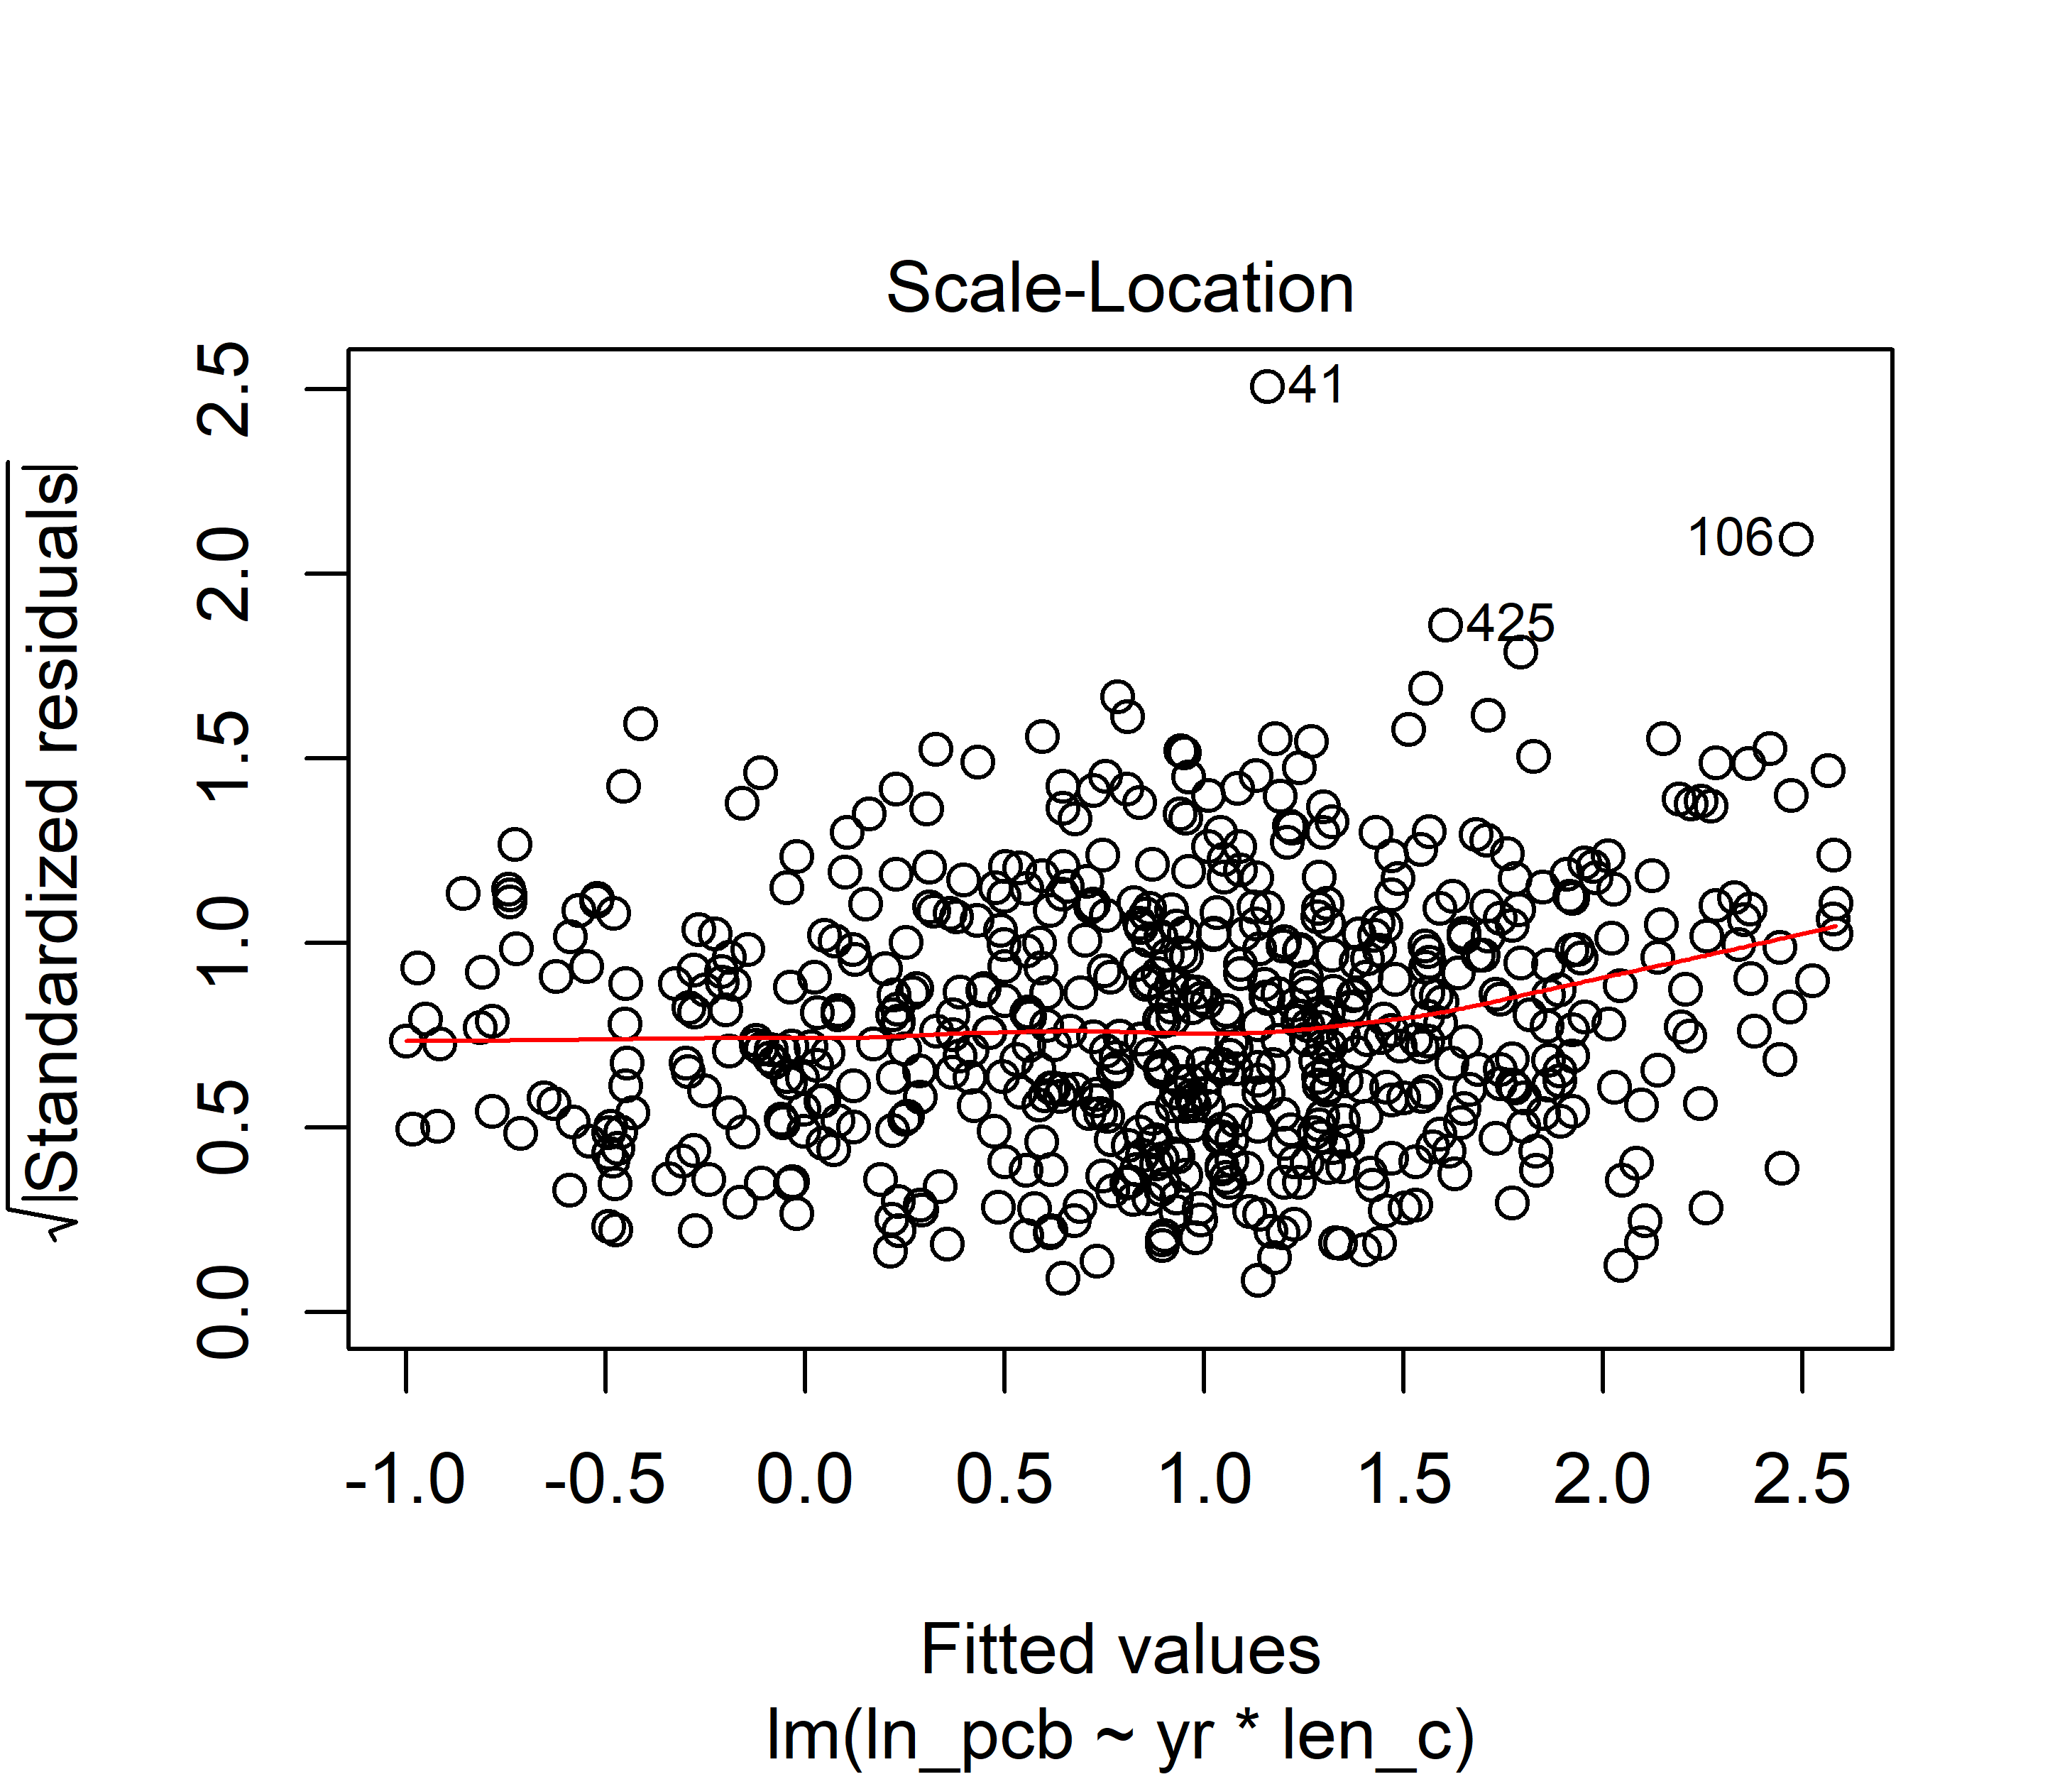 Scale-Location
√|Standardized residuals|
2.5
2.0
1.5
1.0
0.5
0.0
41
106
425
-1.0 -0.5 0.0 0.5 1.0 1.5 2.0 2.5
Fitted values
lm(ln_pcb ~ yr * len_c)